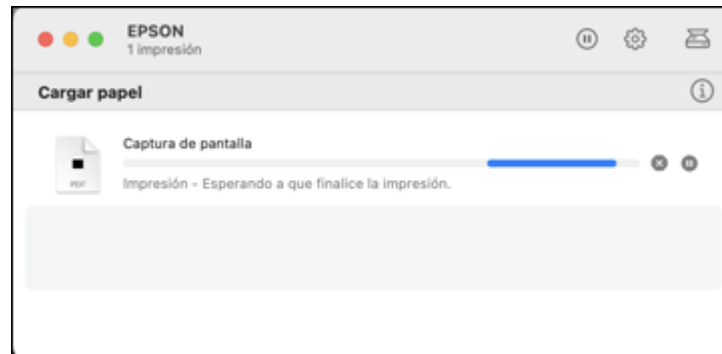 EPSON
1 impresión
Cargar papel
Captura de pantalla
PDF
Impresión - Esperando a que finalice la impresión.